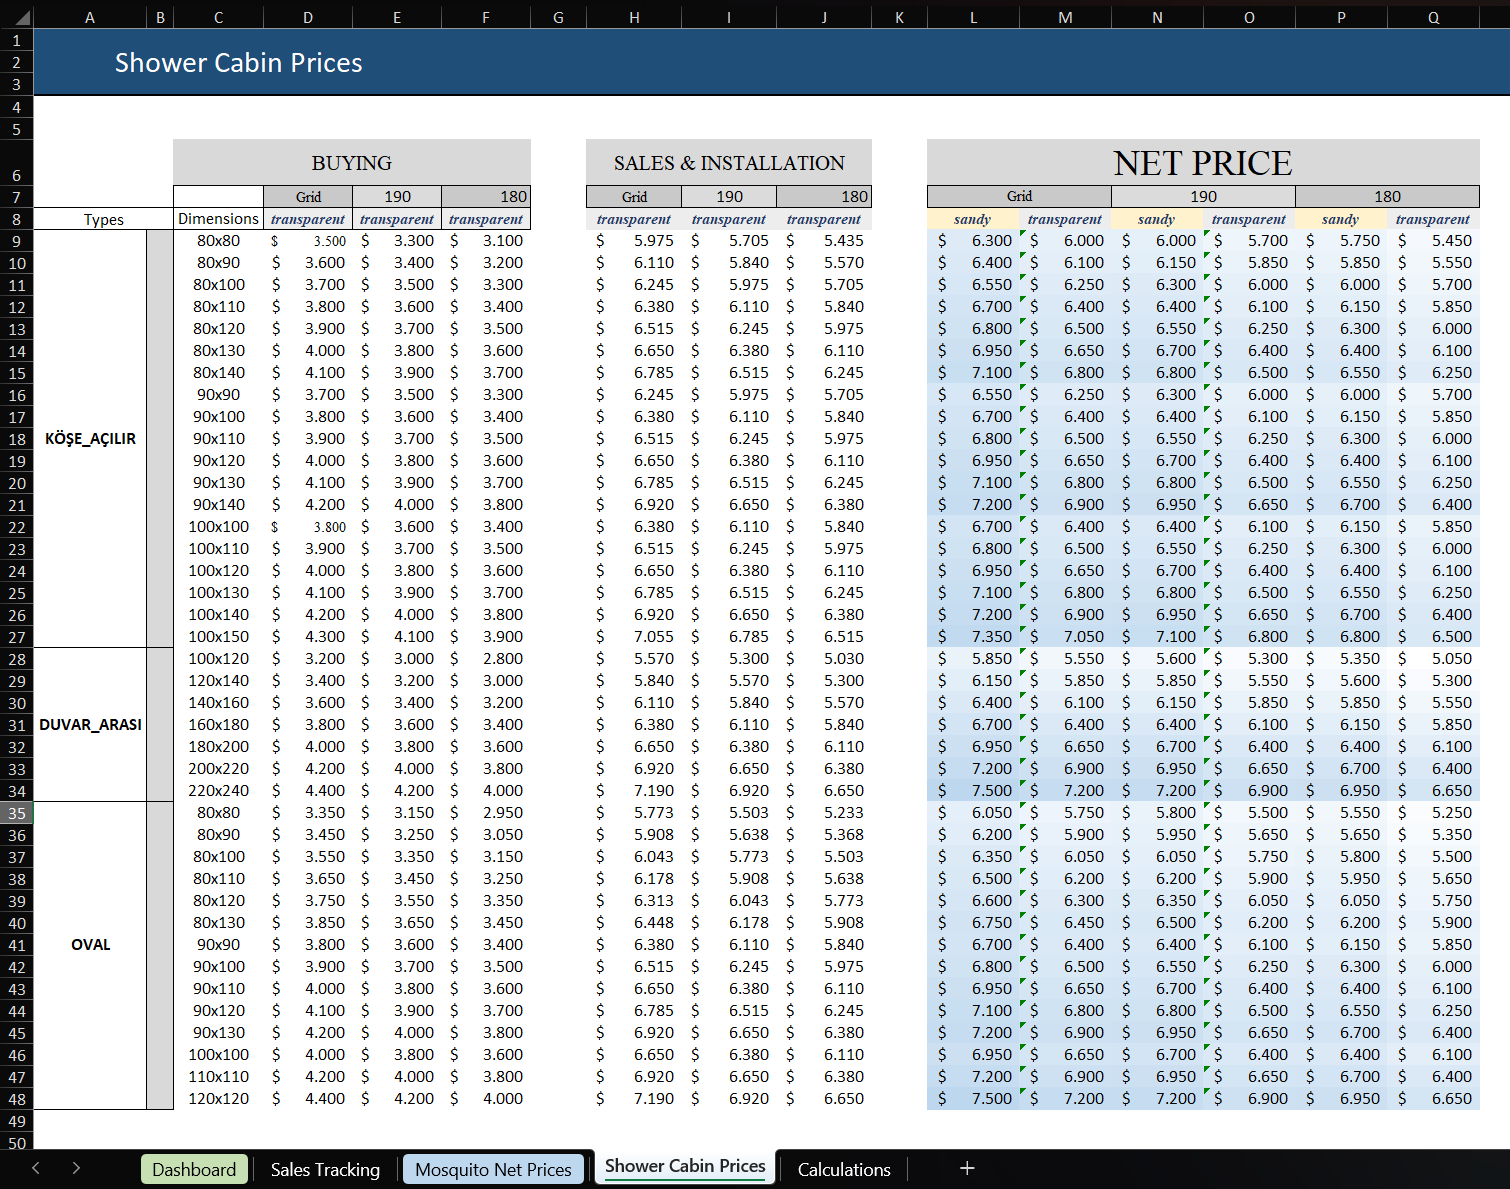 A B C D E F G H I J K L M N O P Q
1
2 Shower Cabin Prices
3
4
5
6 BUYING SALES & INSTALLATION NET PRICE
7 Grid 190 180 Grid 190 180 Grid 190 180
8 Types Dimensions transparent transparent transparent transparent transparent transparent sandy transparent sandy transparent sandy transparent
9 80x80 $ 3.500 $ 3.300 $ 3.100 $ 5.975 $ 5.705 $ 5.435 $ 6.300 $ 6.000 $ 6.000 $ 5.700 $ 5.750 $ 5.450
10 80x90 $ 3.600 $ 3.400 $ 3.200 $ 6.110 $ 5.840 $ 5.570 $ 6.400 $ 6.100 $ 6.150 $ 5.850 $ 5.850 $ 5.550
11 80x100 $ 3.700 $ 3.500 $ 3.300 $ 6.245 $ 5.975 $ 5.705 $ 6.550 $ 6.250 $ 6.300 $ 6.000 $ 6.000 $ 5.700
12 80x110 $ 3.800 $ 3.600 $ 3.400 $ 6.380 $ 6.110 $ 5.840 $ 6.700 $ 6.400 $ 6.400 $ 6.100 $ 6.150 $ 5.850
13 80x120 $ 3.900 $ 3.700 $ 3.500 $ 6.515 $ 6.245 $ 5.975 $ 6.800 $ 6.500 $ 6.550 $ 6.250 $ 6.300 $ 6.000
14 80x130 $ 4.000 $ 3.800 $ 3.600 $ 6.650 $ 6.380 $ 6.110 $ 6.950 $ 6.650 $ 6.700 $ 6.400 $ 6.400 $ 6.100
15 80x140 $ 4.100 $ 3.900 $ 3.700 $ 6.785 $ 6.515 $ 6.245 $ 7.100 $ 6.800 $ 6.800 $ 6.500 $ 6.550 $ 6.250
16 90x90 $ 3.700 $ 3.500 $ 3.300 $ 6.245 $ 5.975 $ 5.705 $ 6.550 $ 6.250 $ 6.300 $ 6.000 $ 6.000 $ 5.700
17 90x100 $ 3.800 $ 3.600 $ 3.400 $ 6.380 $ 6.110 $ 5.840 $ 6.700 $ 6.400 $ 6.400 $ 6.100 $ 6.150 $ 5.850
18 KÖŞE_AÇILIR 90x110 $ 3.900 $ 3.700 $ 3.500 $ 6.515 $ 6.245 $ 5.975 $ 6.800 $ 6.500 $ 6.550 $ 6.250 $ 6.300 $ 6.000
19 90x120 $ 4.000 $ 3.800 $ 3.600 $ 6.650 $ 6.380 $ 6.110 $ 6.950 $ 6.650 $ 6.700 $ 6.400 $ 6.400 $ 6.100
20 90x130 $ 4.100 $ 3.900 $ 3.700 $ 6.785 $ 6.515 $ 6.245 $ 7.100 $ 6.800 $ 6.800 $ 6.500 $ 6.550 $ 6.250
21 90x140 $ 4.200 $ 4.000 $ 3.800 $ 6.920 $ 6.650 $ 6.380 $ 7.200 $ 6.900 $ 6.950 $ 6.650 $ 6.700 $ 6.400
22 100x100 $ 3.800 $ 3.600 $ 3.400 $ 6.380 $ 6.110 $ 5.840 $ 6.700 $ 6.400 $ 6.400 $ 6.100 $ 6.150 $ 5.850
23 100x110 $ 3.900 $ 3.700 $ 3.500 $ 6.515 $ 6.245 $ 5.975 $ 6.800 $ 6.500 $ 6.550 $ 6.250 $ 6.300 $ 6.000
24 100x120 $ 4.000 $ 3.800 $ 3.600 $ 6.650 $ 6.380 $ 6.110 $ 6.950 $ 6.650 $ 6.700 $ 6.400 $ 6.400 $ 6.100
25 100x130 $ 4.100 $ 3.900 $ 3.700 $ 6.785 $ 6.515 $ 6.245 $ 7.100 $ 6.800 $ 6.800 $ 6.500 $ 6.550 $ 6.250
26 100x140 $ 4.200 $ 4.000 $ 3.800 $ 6.920 $ 6.650 $ 6.380 $ 7.200 $ 6.900 $ 6.950 $ 6.650 $ 6.700 $ 6.400
27 100x150 $ 4.300 $ 4.100 $ 3.900 $ 7.055 $ 6.785 $ 6.515 $ 7.350 $ 7.050 $ 7.100 $ 6.800 $ 6.800 $ 6.500
28 100x120 $ 3.200 $ 3.000 $ 2.800 $ 5.570 $ 5.300 $ 5.030 $ 5.850 $ 5.550 $ 5.600 $ 5.300 $ 5.350 $ 5.050
29 120x140 $ 3.400 $ 3.200 $ 3.000 $ 5.840 $ 5.570 $ 5.300 $ 6.150 $ 5.850 $ 5.850 $ 5.550 $ 5.600 $ 5.300
30 140x160 $ 3.600 $ 3.400 $ 3.200 $ 6.110 $ 5.840 $ 5.570 $ 6.400 $ 6.100 $ 6.150 $ 5.850 $ 5.850 $ 5.550
31 DUVAR_ARASI 160x180 $ 3.800 $ 3.600 $ 3.400 $ 6.380 $ 6.110 $ 5.840 $ 6.700 $ 6.400 $ 6.400 $ 6.100 $ 6.150 $ 5.850
32 180x200 $ 4.000 $ 3.800 $ 3.600 $ 6.650 $ 6.380 $ 6.110 $ 6.950 $ 6.650 $ 6.700 $ 6.400 $ 6.400 $ 6.100
33 200x220 $ 4.200 $ 4.000 $ 3.800 $ 6.920 $ 6.650 $ 6.380 $ 7.200 $ 6.900 $ 6.950 $ 6.650 $ 6.700 $ 6.400
34 220x240 $ 4.400 $ 4.200 $ 4.000 $ 7.190 $ 6.920 $ 6.650 $ 7.500 $ 7.200 $ 7.200 $ 6.900 $ 6.950 $ 6.650
35 80x80 $ 3.350 $ 3.150 $ 2.950 $ 5.773 $ 5.503 $ 5.233 $ 6.050 $ 5.750 $ 5.800 $ 5.500 $ 5.550 $ 5.250
36 80x90 $ 3.450 $ 3.250 $ 3.050 $ 5.908 $ 5.638 $ 5.368 $ 6.200 $ 5.900 $ 5.950 $ 5.650 $ 5.650 $ 5.350
37 80x100 $ 3.550 $ 3.350 $ 3.150 $ 6.043 $ 5.773 $ 5.503 $ 6.350 $ 6.050 $ 6.050 $ 5.750 $ 5.800 $ 5.500
38 80x110 $ 3.650 $ 3.450 $ 3.250 $ 6.178 $ 5.908 $ 5.638 $ 6.500 $ 6.200 $ 6.200 $ 5.900 $ 5.950 $ 5.650
39 80x120 $ 3.750 $ 3.550 $ 3.350 $ 6.313 $ 6.043 $ 5.773 $ 6.600 $ 6.300 $ 6.350 $ 6.050 $ 6.050 $ 5.750
40 80x130 $ 3.850 $ 3.650 $ 3.450 $ 6.448 $ 6.178 $ 5.908 $ 6.750 $ 6.450 $ 6.500 $ 6.200 $ 6.200 $ 5.900
41 OVAL 90x90 $ 3.800 $ 3.600 $ 3.400 $ 6.380 $ 6.110 $ 5.840 $ 6.700 $ 6.400 $ 6.400 $ 6.100 $ 6.150 $ 5.850
42 90x100 $ 3.900 $ 3.700 $ 3.500 $ 6.515 $ 6.245 $ 5.975 $ 6.800 $ 6.500 $ 6.550 $ 6.250 $ 6.300 $ 6.000
43 90x110 $ 4.000 $ 3.800 $ 3.600 $ 6.650 $ 6.380 $ 6.110 $ 6.950 $ 6.650 $ 6.700 $ 6.400 $ 6.400 $ 6.100
44 90x120 $ 4.100 $ 3.900 $ 3.700 $ 6.785 $ 6.515 $ 6.245 $ 7.100 $ 6.800 $ 6.800 $ 6.500 $ 6.550 $ 6.250
45 90x130 $ 4.200 $ 4.000 $ 3.800 $ 6.920 $ 6.650 $ 6.380 $ 7.200 $ 6.900 $ 6.950 $ 6.650 $ 6.700 $ 6.400
46 100x100 $ 4.000 $ 3.800 $ 3.600 $ 6.650 $ 6.380 $ 6.110 $ 6.950 $ 6.650 $ 6.700 $ 6.400 $ 6.400 $ 6.100
47 110x110 $ 4.200 $ 4.000 $ 3.800 $ 6.920 $ 6.650 $ 6.380 $ 7.200 $ 6.900 $ 6.950 $ 6.650 $ 6.700 $ 6.400
48 120x120 $ 4.400 $ 4.200 $ 4.000 $ 7.190 $ 6.920 $ 6.650 $ 7.500 $ 7.200 $ 7.200 $ 6.900 $ 6.950 $ 6.650
49
50
Dashboard Sales Tracking Mosquito Net Prices Shower Cabin Prices Calculations +